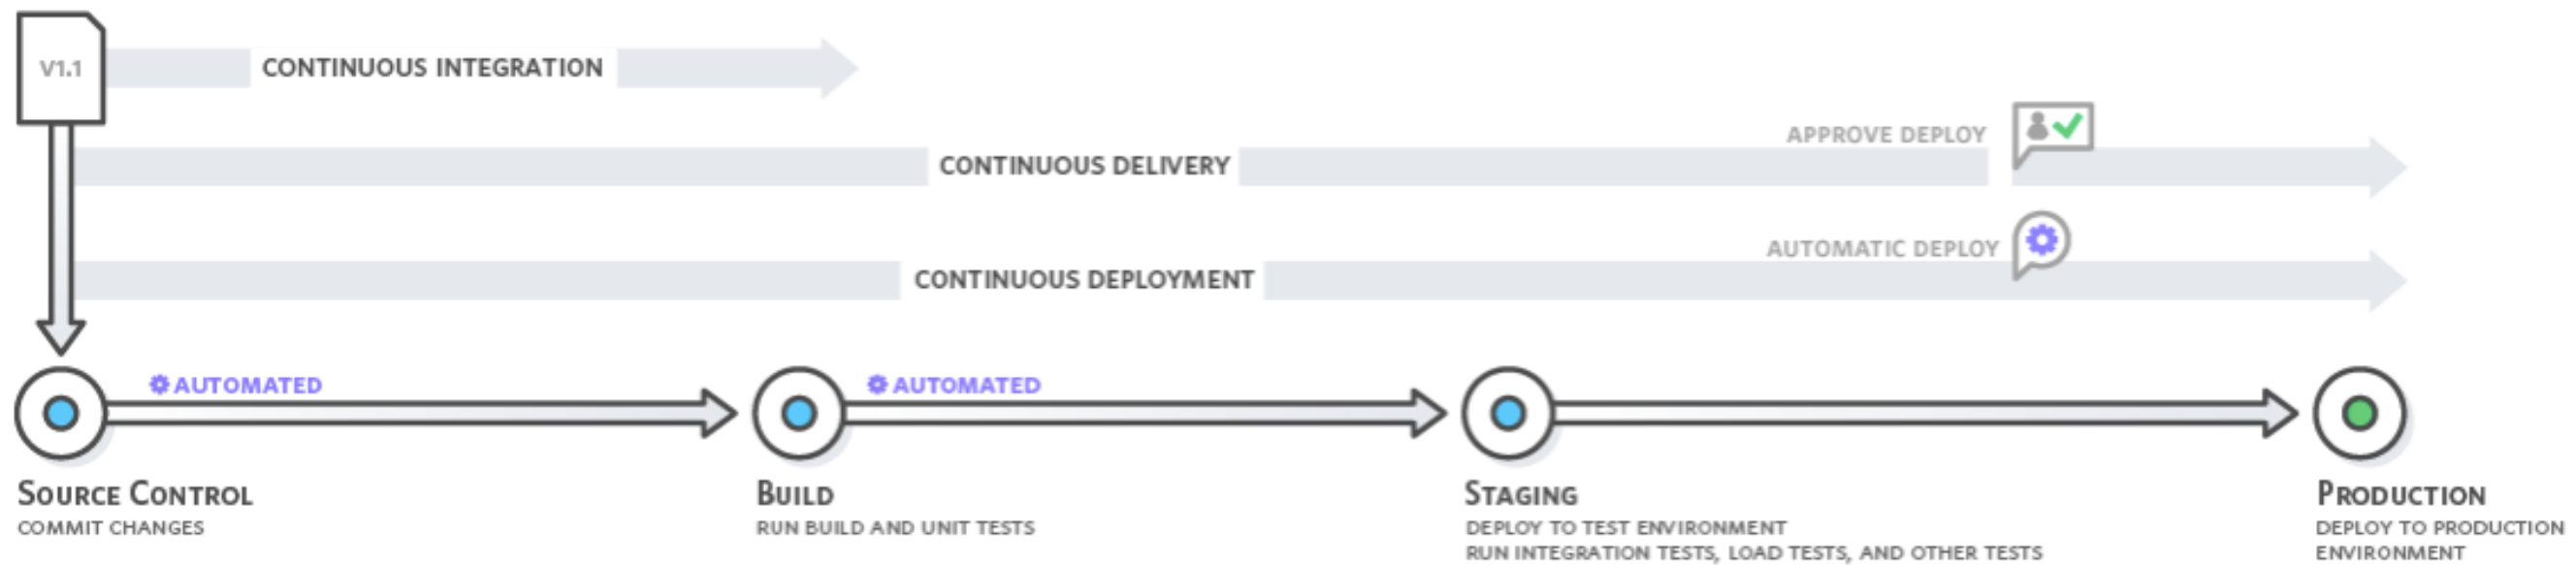 V1.1
CONTINUOUS INTEGRATION
APPROVE DEPLOY
CONTINUOUS DELIVERY
AUTOMATIC DEPLOY
CONTINUOUS DEPLOYMENT
AUTOMATED
AUTOMATED
SOURCE CONTROL
COMMIT CHANGES
BUILD
RUN BUILD AND UNIT TESTS
STAGING
DEPLOY TO TEST ENVIRONMENT
RUN INTEGRATION TESTS, LOAD TESTS, AND OTHER TESTS
PRODUCTION
DEPLOY TO PRODUCTION
ENVIRONMENT